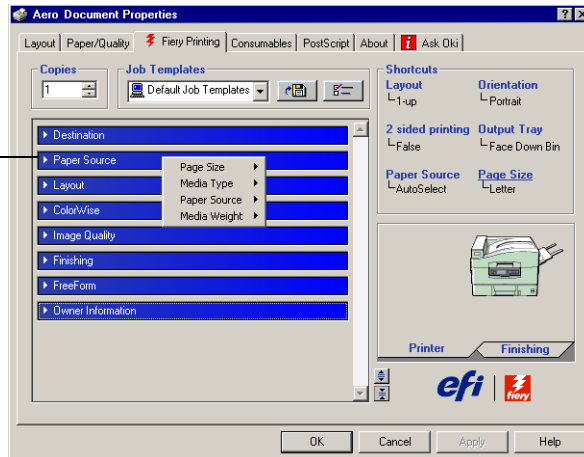 Aero Document Properties
Layout Paper/Quality Fiery Printing Consumables PostScript About Ask Oki
Copies
1
Job Templates
Default Job Templates
Destination
Paper Source
Layout
ColorWise
Image Quality
Finishing
FreeForm
Owner Information
Page Size
Media Type
Paper Source
Media Weight
Shortcuts
Layout
1-up
Orientation
Portrait
2 sided printing
False
Output Tray
Face Down Bin
Paper Source
AutoSelect
Page Size
Letter
Printer
Finishing
efi
fiery
OK
Cancel
Apply
Help